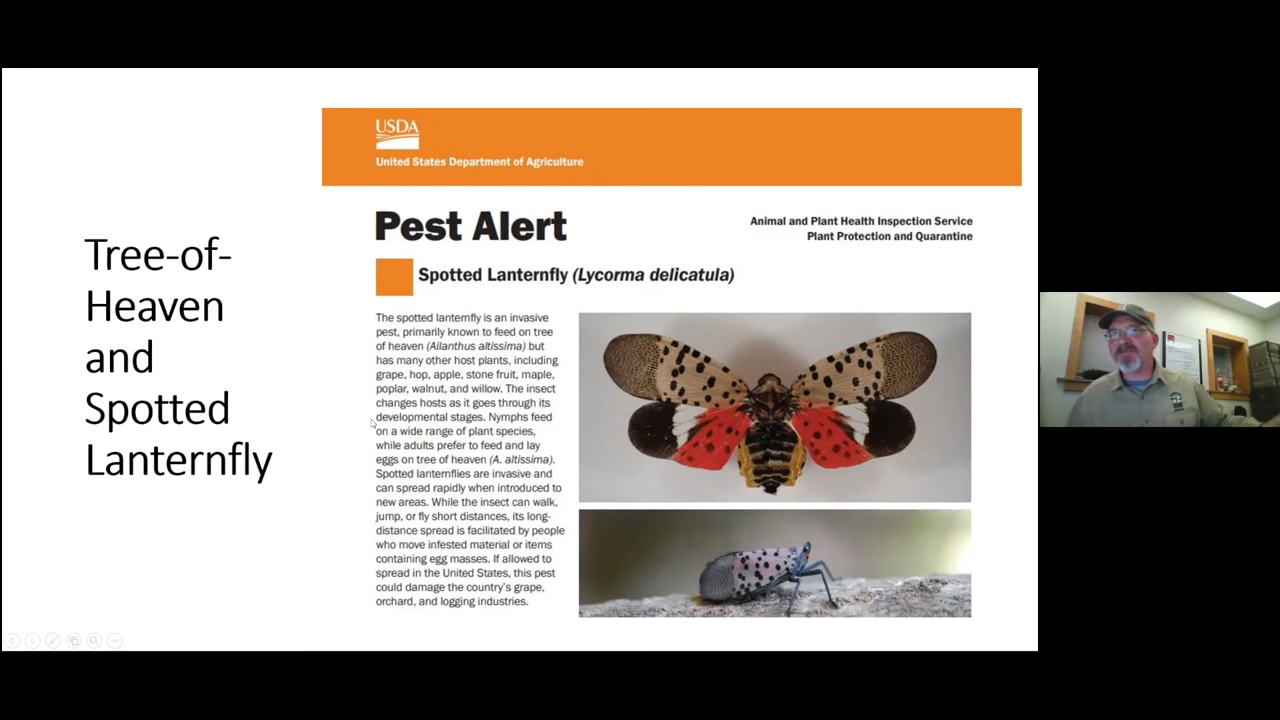 Tree-of-
Heaven
and
Spotted
Lanternfly
USDA
United States Department of Agriculture
Pest Alert
Animal and Plant Health Inspection Service
Plant Protection and Quarantine
Spotted Lanternfly (Lycorma delicatula)
The spotted lanternfly is an invasive
pest, primarily known to feed on tree
of heaven (Ailanthus altissima) but
has many other host plants, including
grape, hop, apple, stone fruit, maple,
poplar, walnut, and willow. The insect
changes hosts as it goes through its
developmental stages. Nymphs feed
on a wide range of plant species,
while adults prefer to feed and lay
eggs on tree of heaven (A. altissima).
Spotted lanternflies are invasive and
can spread rapidly when introduced to
new areas. While the insect can walk,
jump, or fly short distances, its long-
distance spread is facilitated by people
who move infested material or items
containing egg masses. If allowed to
spread in the United States, this pest
could damage the country's grape,
orchard, and logging industries.